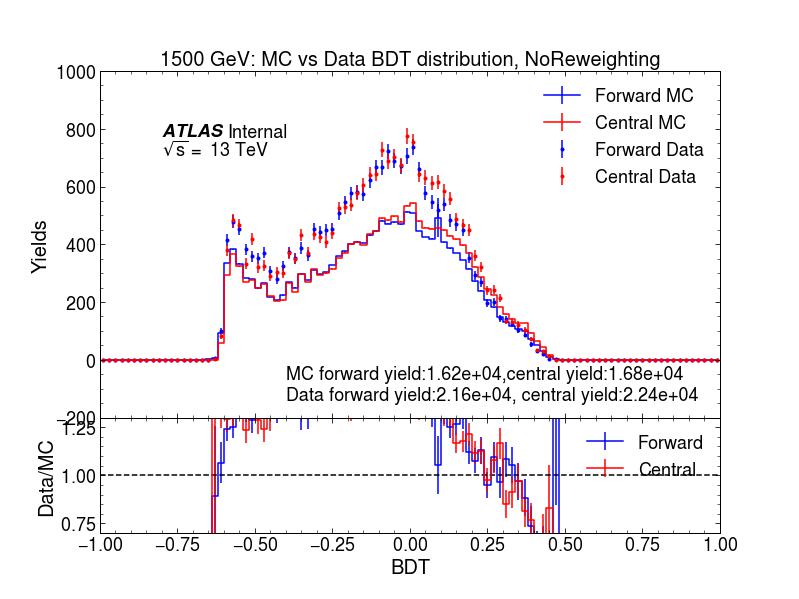 1500 GeV: MC vs Data BDT distribution, NoReweighting
1000
800
600
400
200
0
−200
Yields
ATLAS Internal
√s = 13 TeV
Forward MC
Central MC
Forward Data
Central Data
MC forward yield:1.62e+04,central yield:1.68e+04
Data forward yield:2.16e+04, central yield:2.24e+04
1.25
1.00
0.75
Data/MC
Forward
Central
−1.00 −0.75 −0.50 −0.25 0.00 0.25 0.50 0.75 1.00
BDT